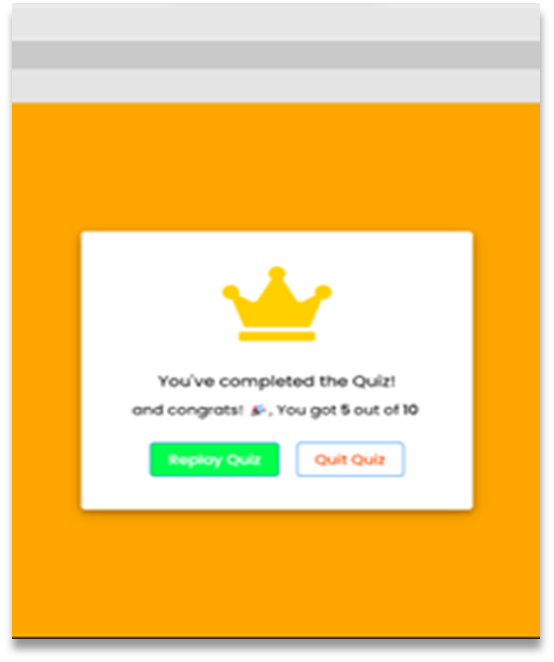 You've completed the Quiz!
and congrats! 🎉, You got 5 out of 10
Replay Quiz
Quit Quiz